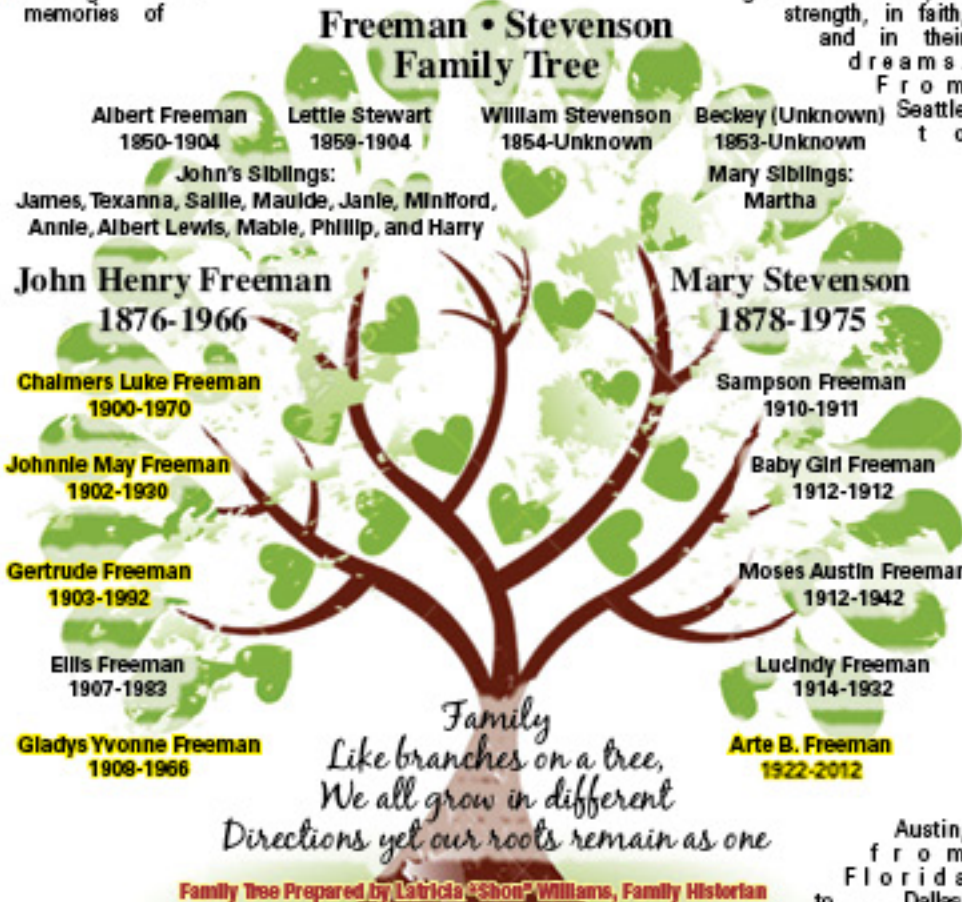 memories of
strength, in faith,
and in their
dreams.
From
Seattle
Freeman • Stevenson
Family Tree
Albert Freeman
1850-1904
Lettie Stewart
1859-1904
William Stevenson
1854-Unknown
Beckey (Unknown)
1853-Unknown
John's Siblings:
James, Texanna, Sallie, Maulde, Janie, Miniford,
Annie, Albert Lewis, Mable, Phillip, and Harry
Mary Siblings:
Martha
John Henry Freeman
1876-1966
Mary Stevenson
1878-1975
Chalmers Luke Freeman
1900-1970
Sampson Freeman
1910-1911
Johnnie May Freeman
1902-1930
Baby Girl Freeman
1912-1912
Gertrude Freeman
1903-1992
Moses Austin Freeman
1912-1942
Ellis Freeman
1907-1983
Lucindy Freeman
1914-1932
Gladys Yvonne Freeman
1908-1966
Arte B. Freeman
1922-2012
Family
Like branches on a tree,
We all grow in different
Directions yet our roots remain as one
Family Tree Prepared by Latricia "Shon" Williams, Family Historian
Austin,
from
Florida
to Dallas